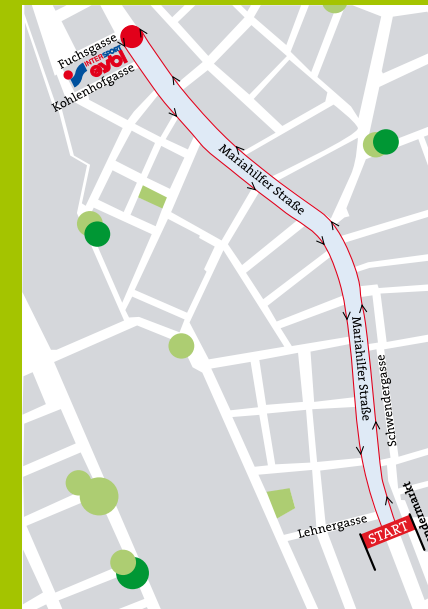 Fuchsgasse
INTERSPORT
eybl
Kohlenhofgasse
Mariahilfer Straße
Mariahilfer Straße
Schwendergasse
Lehnergasse
START